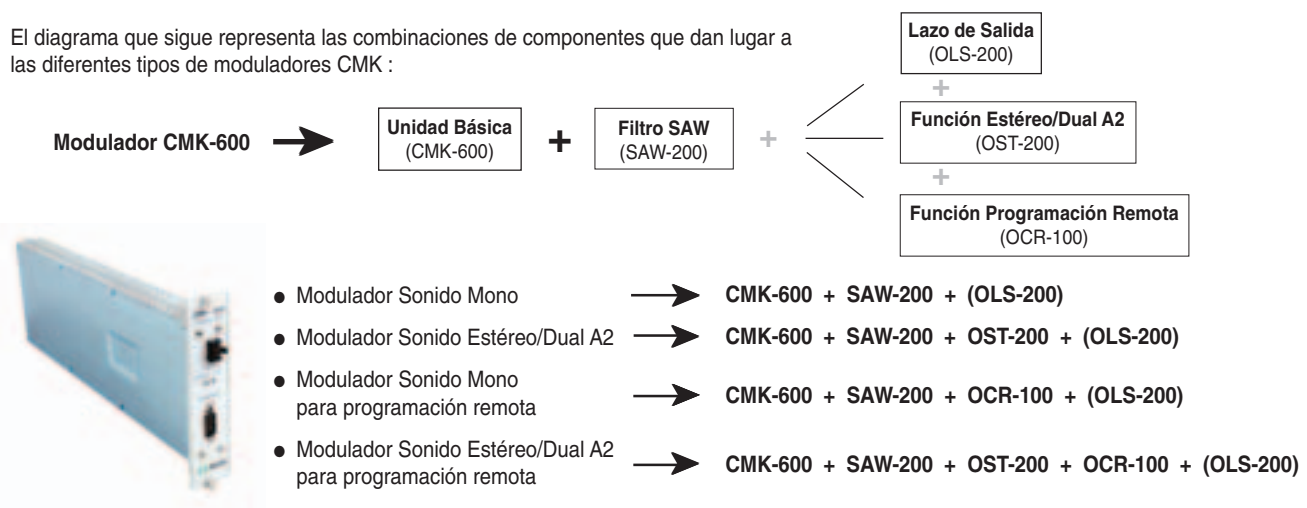 El diagrama que sigue representa las combinaciones de componentes que dan lugar a
las diferentes tipos de moduladores CMK :
Modulador CMK-600
Unidad Básica
(CMK-600)
+
Filtro SAW
(SAW-200)
+
Lazo de Salida
(OLS-200)
+
Función Estéreo/Dual A2
(OST-200)
+
Función Programación Remota
(OCR-100)
● Modulador Sonido Mono
CMK-600 + SAW-200 + (OLS-200)
● Modulador Sonido Estéreo/Dual A2
CMK-600 + SAW-200 + OST-200 + (OLS-200)
● Modulador Sonido Mono
para programación remota
CMK-600 + SAW-200 + OCR-100 + (OLS-200)
● Modulador Sonido Estéreo/Dual A2
para programación remota
CMK-600 + SAW-200 + OST-200 + OCR-100 + (OLS-200)